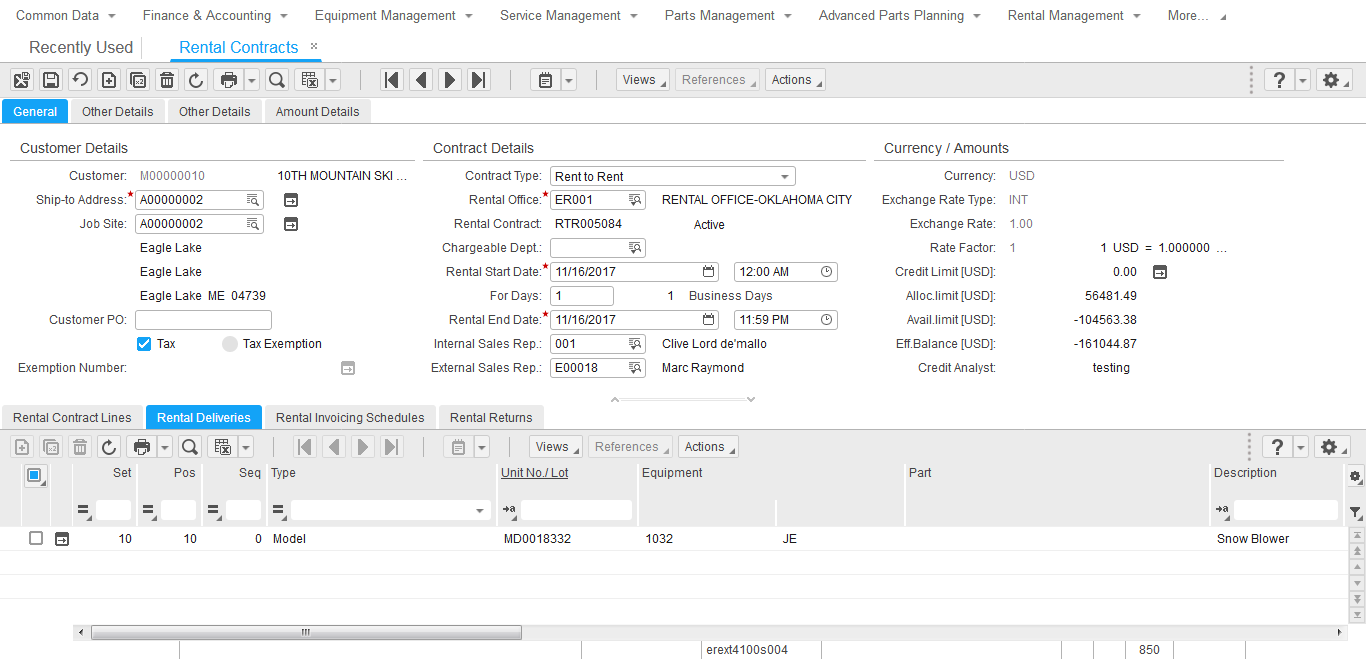 Common Data Finance & Accounting Equipment Management Service Management Parts Management Advanced Parts Planning Rental Management More...
Recently Used Rental Contracts ×
Views References Actions ?
General Other Details Other Details Amount Details
Customer Details
Customer: M00000010 10TH MOUNTAIN SKI ...
Ship-to Address:* A00000002
Job Site: A00000002
Eagle Lake
Eagle Lake
Eagle Lake ME 04739
Customer PO:
Tax Tax Exemption
Exemption Number:
Contract Details
Contract Type: Rent to Rent
Rental Office:* ER001 RENTAL OFFICE-OKLAHOMA CITY
Rental Contract: RTR005084 Active
Chargeable Dept.:
Rental Start Date:* 11/16/2017 12:00 AM
For Days: 1 1 Business Days
Rental End Date:* 11/16/2017 11:59 PM
Internal Sales Rep.: 001 Clive Lord de'mallo
External Sales Rep.: E00018 Marc Raymond
Currency / Amounts
Currency: USD
Exchange Rate Type: INT
Exchange Rate: 1.00
Rate Factor: 1 1 USD = 1.000000 ...
Credit Limit [USD]: 0.00
Alloc.limit [USD]: 56481.49
Avail.limit [USD]: -104563.38
Eff.Balance [USD]: -161044.87
Credit Analyst: testing
Rental Contract Lines Rental Deliveries Rental Invoicing Schedules Rental Returns
Views References Actions ?
Set Pos Seq Type Unit No./ Lot Equipment Part Description
= = = = →a →a
10 10 0 Model MD0018332 1032 JE Snow Blower
erext4100s004 850